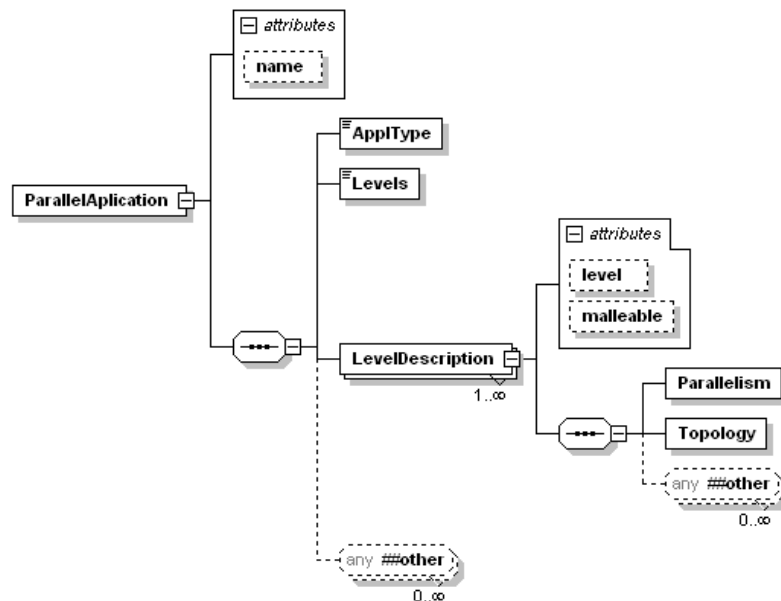 attributes
name
ApplType
Levels
ParallelAplication
attributes
level
malleable
LevelDescription
1..∞
Parallelism
Topology
any ##other
0..∞
any ##other
0..∞